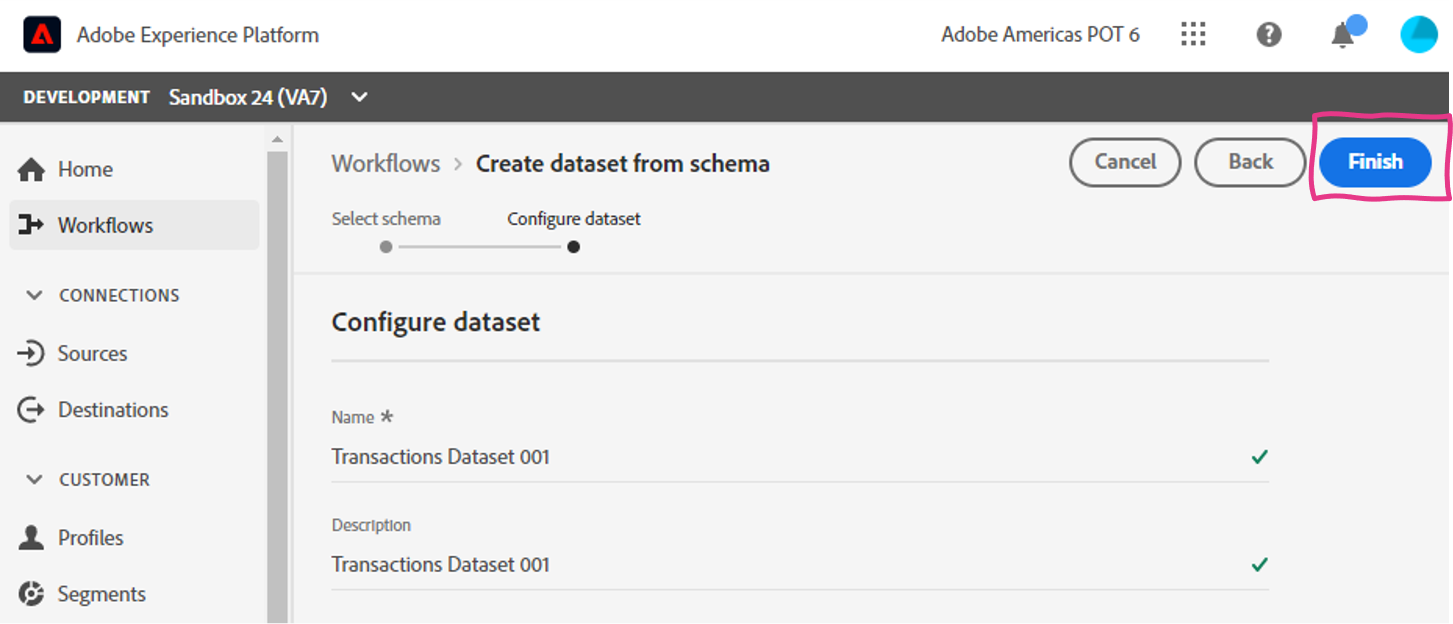 Adobe Experience Platform
Adobe Americas POT 6
DEVELOPMENT Sandbox 24 (VA7)
Home
Workflows
CONNECTIONS
Sources
Destinations
CUSTOMER
Profiles
Segments
Workflows > Create dataset from schema
Cancel
Back
Finish
Select schema
Configure dataset
Configure dataset
Name *
Transactions Dataset 001
Description
Transactions Dataset 001